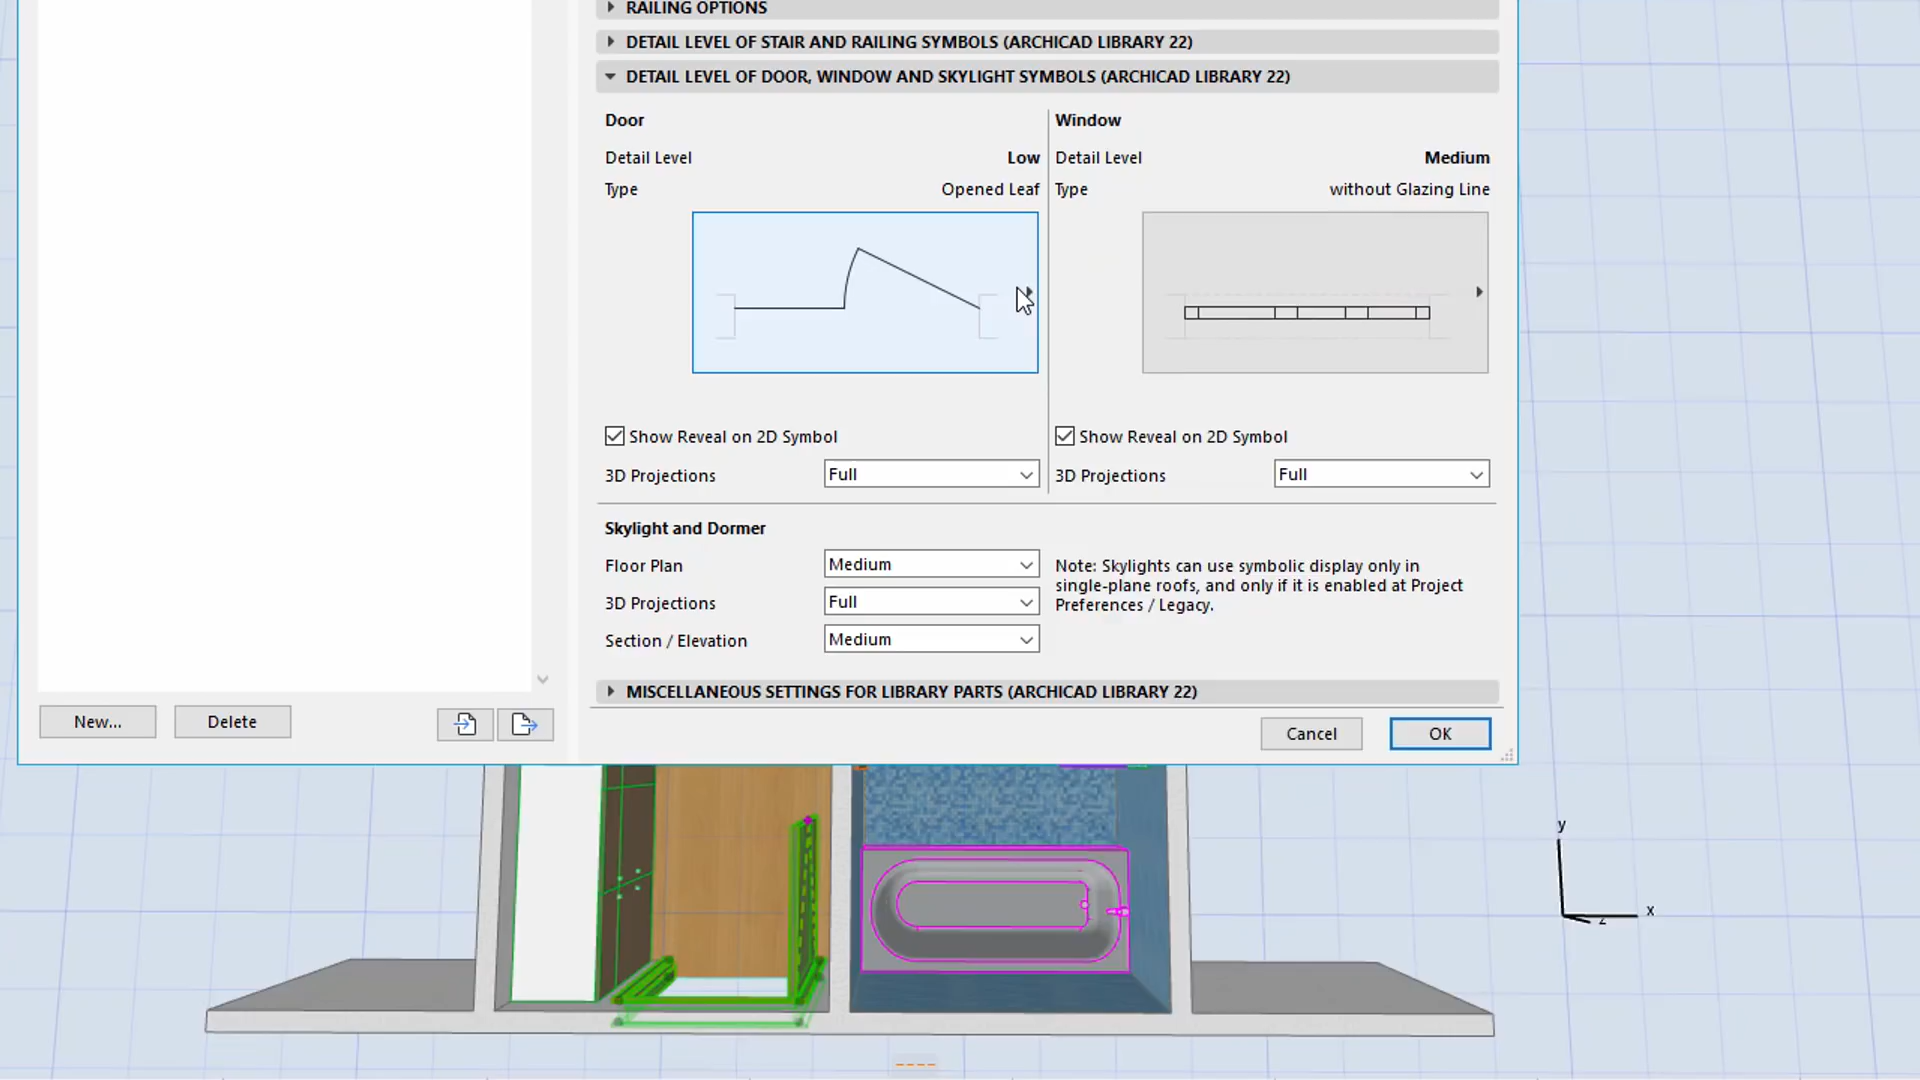 RAILING OPTIONS
DETAIL LEVEL OF STAIR AND RAILING SYMBOLS (ARCHICAD LIBRARY 22)
DETAIL LEVEL OF DOOR, WINDOW AND SKYLIGHT SYMBOLS (ARCHICAD LIBRARY 22)
Door
Window
Detail Level Low
Detail Level Medium
Type Opened Leaf
Type without Glazing Line
Show Reveal on 2D Symbol
Show Reveal on 2D Symbol
3D Projections Full
3D Projections Full
Skylight and Dormer
Floor Plan Medium
3D Projections Full
Section / Elevation Medium
Note: Skylights can use symbolic display only in
single-plane roofs, and only if it is enabled at Project
Preferences / Legacy.
MISCELLANEOUS SETTINGS FOR LIBRARY PARTS (ARCHICAD LIBRARY 22)
New... Delete
Cancel OK
y
x
z